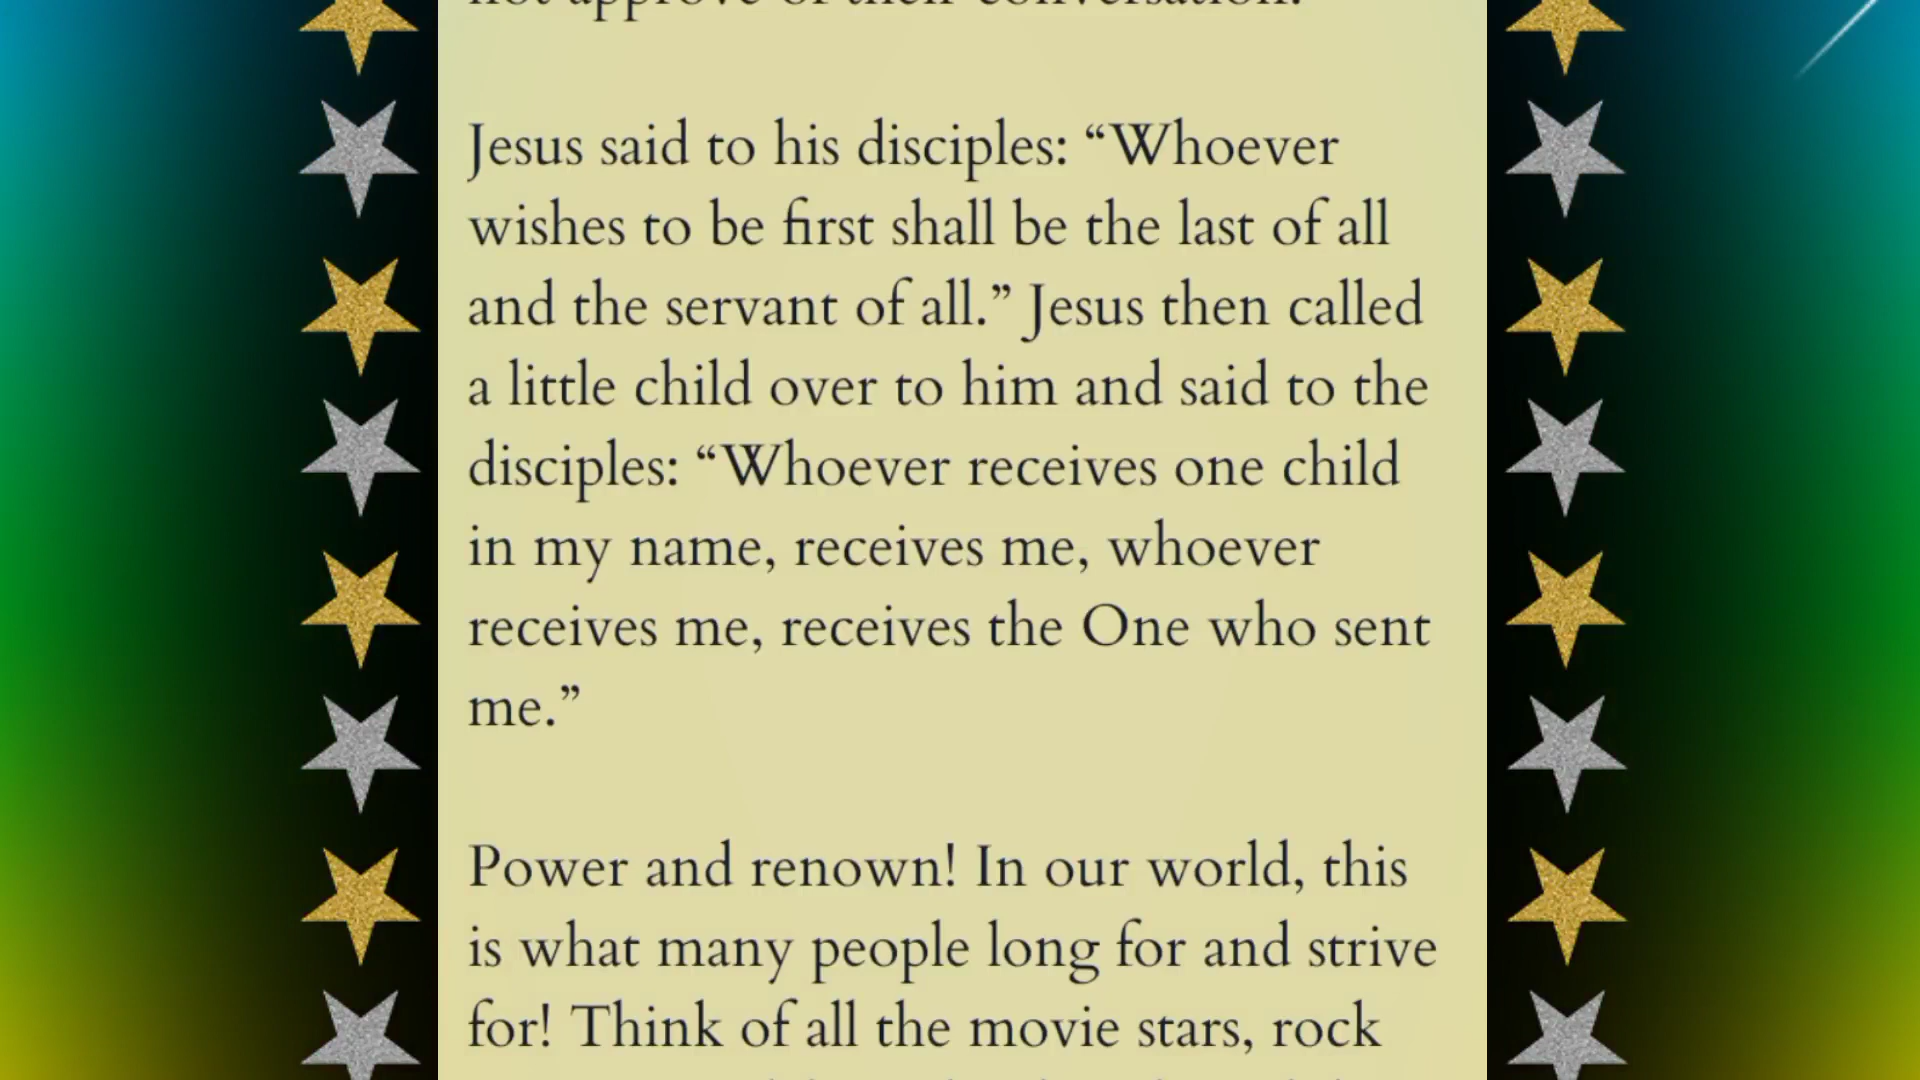 not approve of their conversation.
Jesus said to his disciples: “Whoever
wishes to be first shall be the last of all
and the servant of all.” Jesus then called
a little child over to him and said to the
disciples: “Whoever receives one child
in my name, receives me, whoever
receives me, receives the One who sent
me.”
Power and renown! In our world, this
is what many people long for and strive
for! Think of all the movie stars, rock